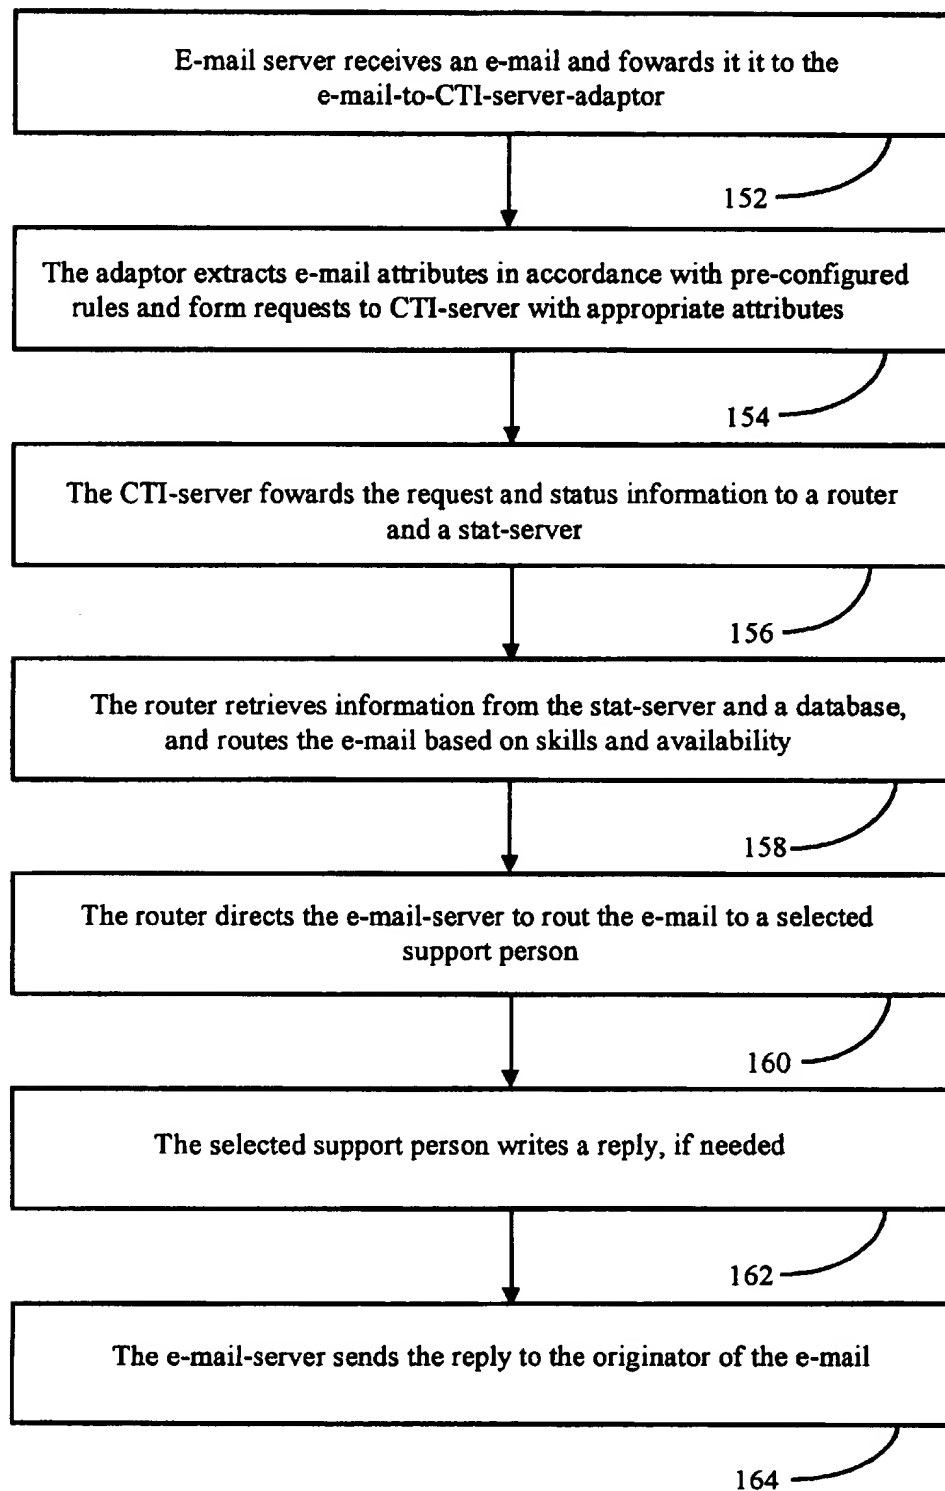 E-mail server receives an e-mail and fowards it it to the
e-mail-to-CTI-server-adaptor
152
The adaptor extracts e-mail attributes in accordance with pre-configured
rules and form requests to CTI-server with appropriate attributes
154
The CTI-server fowards the request and status information to a router
and a stat-server
156
The router retrieves information from the stat-server and a database,
and routes the e-mail based on skills and availability
158
The router directs the e-mail-server to rout the e-mail to a selected
support person
160
The selected support person writes a reply, if needed
162
The e-mail-server sends the reply to the originator of the e-mail
164